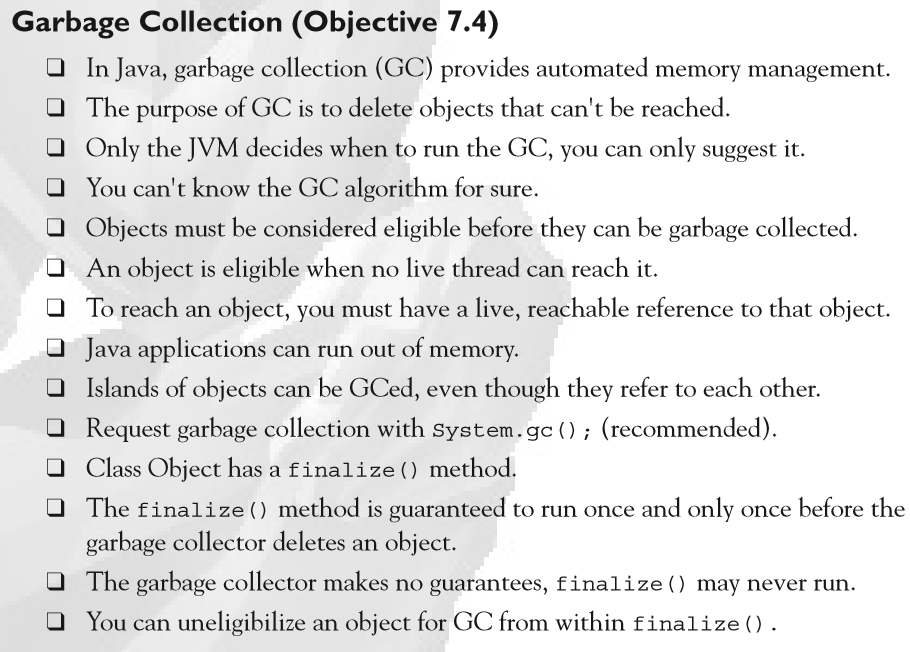 Garbage Collection (Objective 7.4)
❑ In Java, garbage collection (GC) provides automated memory management.
❑ The purpose of GC is to delete objects that can't be reached.
❑ Only the JVM decides when to run the GC, you can only suggest it.
❑ You can't know the GC algorithm for sure.
❑ Objects must be considered eligible before they can be garbage collected.
❑ An object is eligible when no live thread can reach it.
❑ To reach an object, you must have a live, reachable reference to that object.
❑ Java applications can run out of memory.
❑ Islands of objects can be GCed, even though they refer to each other.
❑ Request garbage collection with System.gc(); (recommended).
❑ Class Object has a finalize() method.
❑ The finalize() method is guaranteed to run once and only once before the
garbage collector deletes an object.
❑ The garbage collector makes no guarantees, finalize() may never run.
❑ You can uneligibilize an object for GC from within finalize().